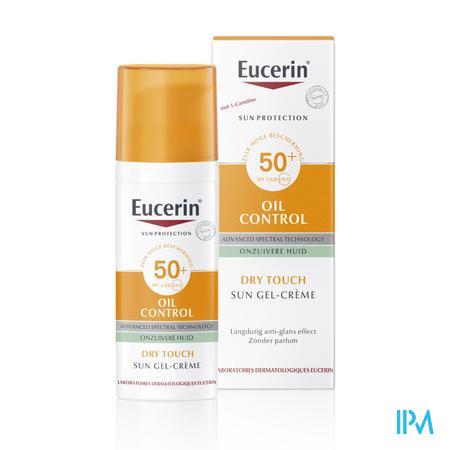 Eucerin®
SUN PROTECTION
ZEER HOGE BESCHERMING
50+
SPF UVB UVA
OIL
CONTROL
ADVANCED SPECTRAL TECHNOLOGY
ONZUIVERE HUID
DRY TOUCH
SUN GEL-CRÈME
LABORATOIRES DERMATOLOGIQUES EUCERIN
Eucerin®
met L-Carnitine
SUN PROTECTION
ZEER HOGE BESCHERMING
50+
SPF UVB UVA
OIL
CONTROL
ADVANCED SPECTRAL TECHNOLOGY
ONZUIVERE HUID
DRY TOUCH
SUN GEL-CRÈME
Langdurig anti-glans effect
Zonder parfum
LABORATOIRES DERMATOLOGIQUES EUCERIN
IPM